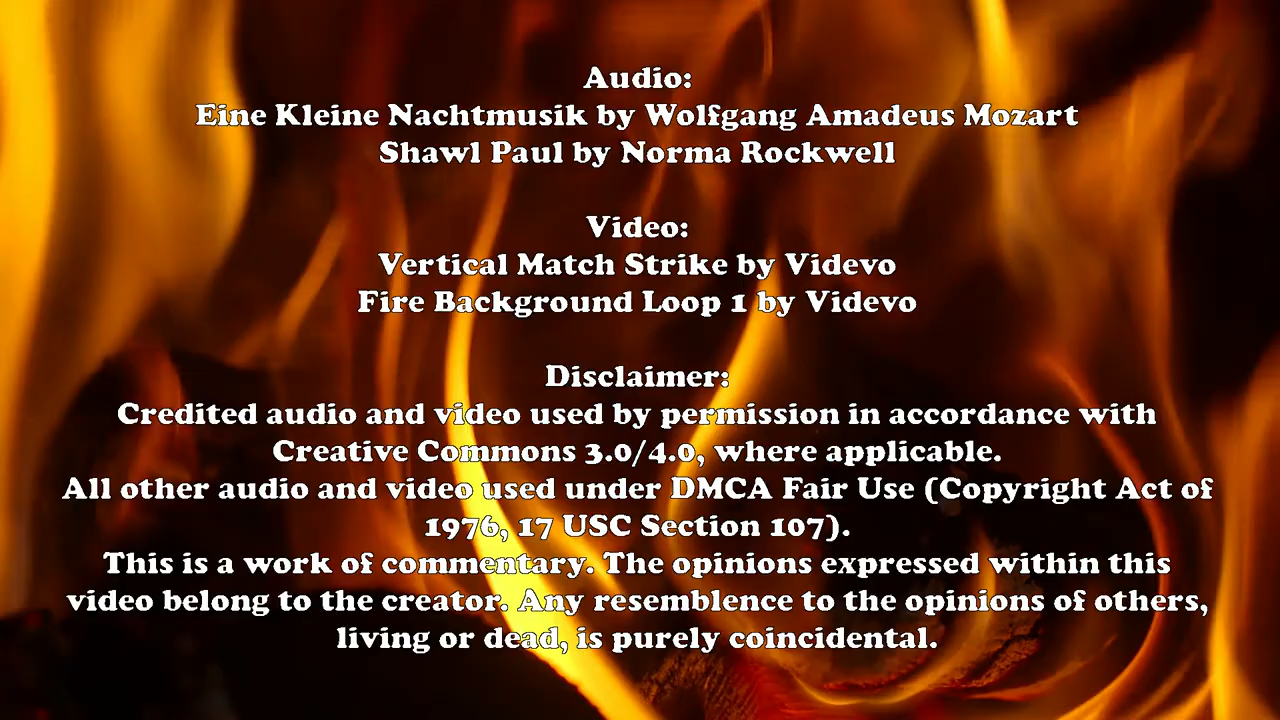 Audio:
Eine Kleine Nachtmusik by Wolfgang Amadeus Mozart
Shawl Paul by Norma Rockwell
Video:
Vertical Match Strike by Videvo
Fire Background Loop 1 by Videvo
Disclaimer:
Credited audio and video used by permission in accordance with
Creative Commons 3.0/4.0, where applicable.
All other audio and video used under DMCA Fair Use (Copyright Act of
1976, 17 USC Section 107).
This is a work of commentary. The opinions expressed within this
video belong to the creator. Any resemblence to the opinions of others,
living or dead, is purely coincidental.